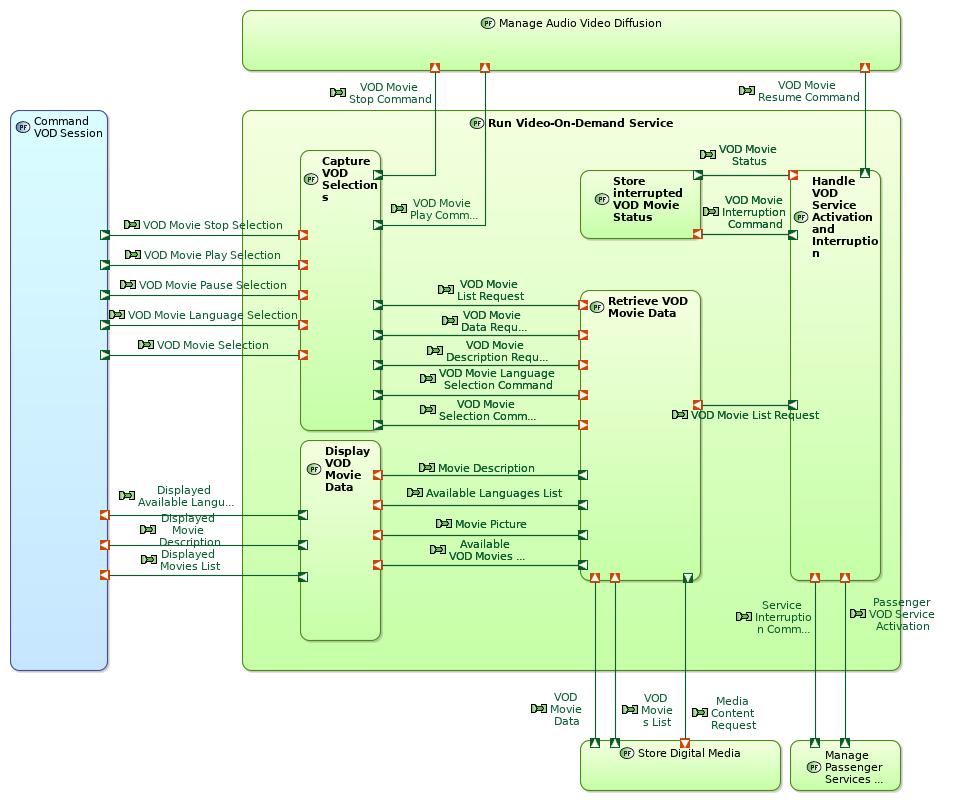 Manage Audio Video Diffusion
VOD Movie
Stop Command
VOD Movie
Resume Command
Command
VOD Session
Run Video-On-Demand Service
Capture
VOD
Selection
s
VOD Movie
Play Comm...
Store
interrupted
VOD Movie
Status
VOD Movie
Status
VOD Movie
Interruption
Command
Handle
VOD
Service
Activation
and
Interruptio
n
VOD Movie Stop Selection
VOD Movie Play Selection
VOD Movie Pause Selection
VOD Movie Language Selection
VOD Movie Selection
VOD Movie
List Request
VOD Movie
Data Requ...
VOD Movie
Description Requ...
VOD Movie Language
Selection Command
VOD Movie
Selection Comm...
Retrieve VOD
Movie Data
VOD Movie List Request
Display
VOD
Movie
Data
Movie Description
Available Languages List
Movie Picture
Available
VOD Movies ...
Displayed
Available Langu...
Displayed
Movie
Description
Displayed
Movies List
Service
Interruptio
n Comm...
Passenger
VOD Service
Activation
VOD
Movie
Data
VOD
Movie
s List
Media
Content
Request
Store Digital Media
Manage
Passenger
Services ...
PF
PF
PF
PF
PF
PF
PF
PF
PF